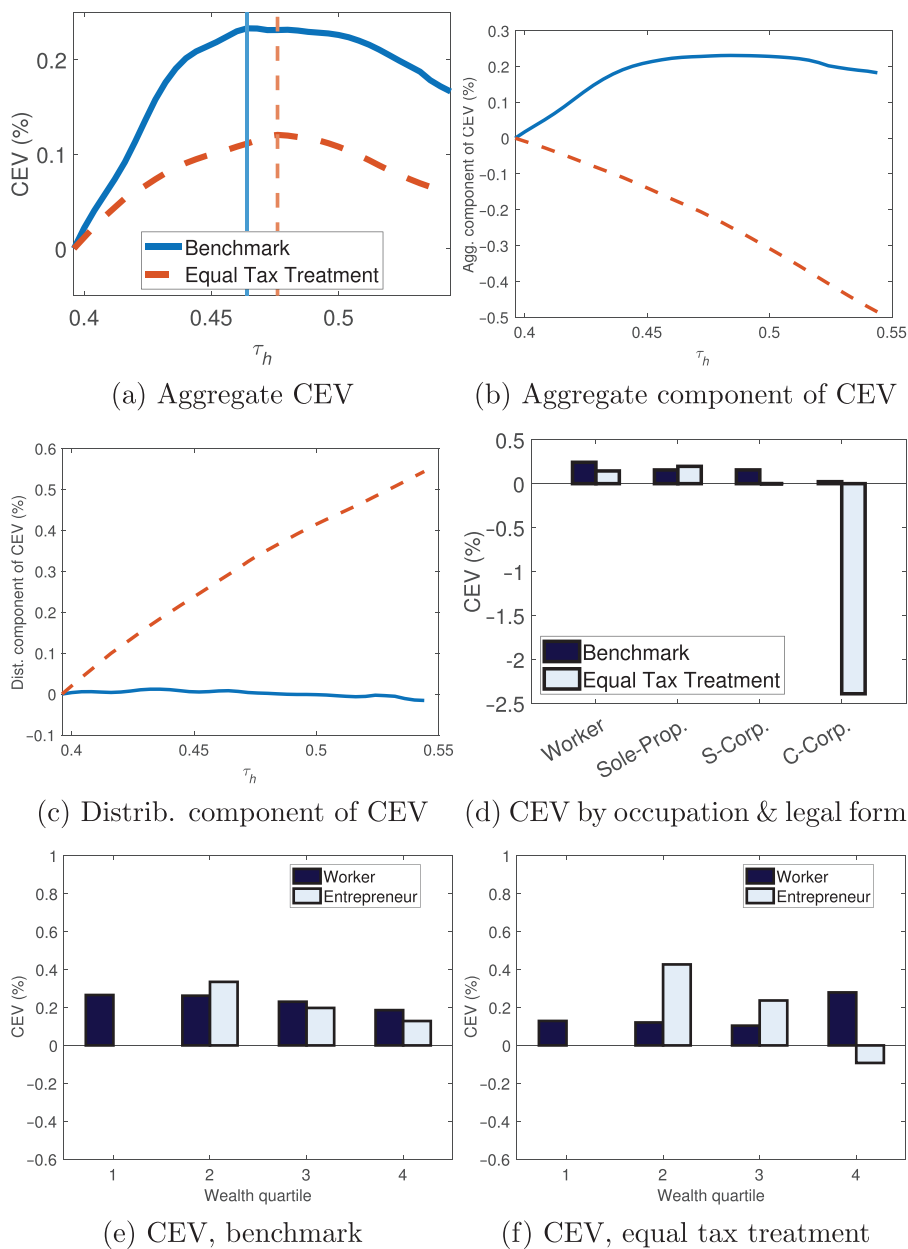 CEV (%)
0.2
0.1
0
Benchmark
Equal Tax Treatment
0.4
0.45
0.5
τh
(a) Aggregate CEV
Agg. component of CEV (%)
0.3
0.2
0.1
0
-0.1
-0.2
-0.3
-0.4
-0.5
0.4
0.45
0.5
0.55
τh
(b) Aggregate component of CEV
Dist. component of CEV (%)
0.6
0.5
0.4
0.3
0.2
0.1
0
-0.1
0.4
0.45
0.5
0.55
τh
(c) Distrib. component of CEV
CEV (%)
0.5
0
-0.5
-1
-1.5
-2
-2.5
Benchmark
Equal Tax Treatment
Worker
Sole-Prop.
S-Corp.
C-Corp.
(d) CEV by occupation & legal form
CEV (%)
1
0.8
0.6
0.4
0.2
0
-0.2
-0.4
-0.6
Worker
Entrepreneur
1
2
3
4
Wealth quartile
(e) CEV, benchmark
CEV (%)
1
0.8
0.6
0.4
0.2
0
-0.2
-0.4
-0.6
Worker
Entrepreneur
1
2
3
4
Wealth quartile
(f) CEV, equal tax treatment